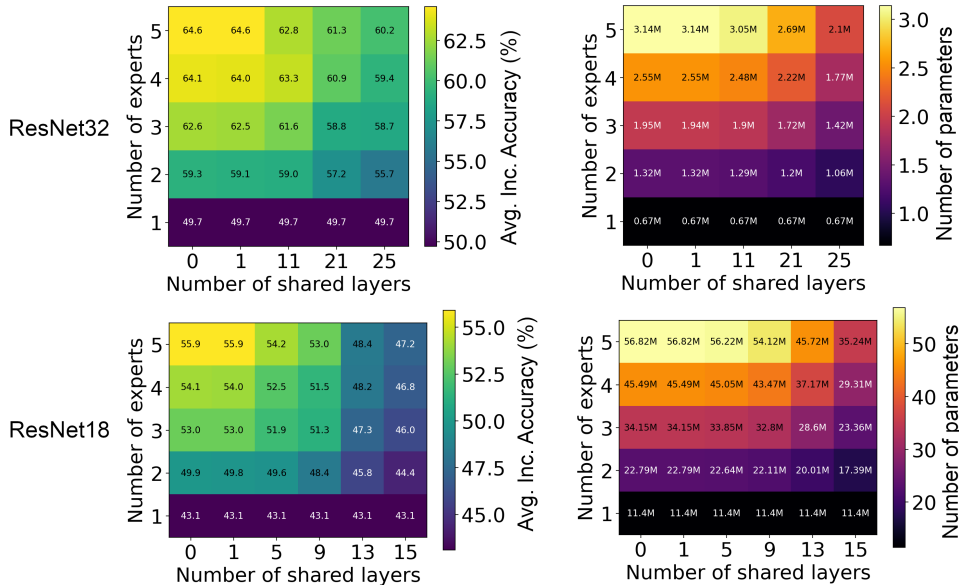 ResNet32
Number of experts
5 64.6 64.6 62.8 61.3 60.2
4 64.1 64.0 63.3 60.9 59.4
3 62.6 62.5 61.6 58.8 58.7
2 59.3 59.1 59.0 57.2 55.7
1 49.7 49.7 49.7 49.7 49.7
0 1 11 21 25
Number of shared layers
62.5
60.0
57.5
55.0
52.5
50.0
Avg. Inc. Accuracy (%)
Number of experts
5 3.14M 3.14M 3.05M 2.69M 2.1M
4 2.55M 2.55M 2.48M 2.22M 1.77M
3 1.95M 1.94M 1.9M 1.72M 1.42M
2 1.32M 1.32M 1.29M 1.2M 1.06M
1 0.67M 0.67M 0.67M 0.67M 0.67M
0 1 11 21 25
Number of shared layers
3.0
2.5
2.0
1.5
1.0
Number of parameters
ResNet18
Number of experts
5 55.9 55.9 54.2 53.0 48.4 47.2
4 54.1 54.0 52.5 51.5 48.2 46.8
3 53.0 53.0 51.9 51.3 47.3 46.0
2 49.9 49.8 49.6 48.4 45.8 44.4
1 43.1 43.1 43.1 43.1 43.1 43.1
0 1 5 9 13 15
Number of shared layers
55.0
52.5
50.0
47.5
45.0
Avg. Inc. Accuracy (%)
Number of experts
5 56.82M 56.82M 56.22M 54.12M 45.72M 35.24M
4 45.49M 45.49M 45.05M 43.47M 37.17M 29.31M
3 34.15M 34.15M 33.85M 32.8M 28.6M 23.36M
2 22.79M 22.79M 22.64M 22.11M 20.01M 17.39M
1 11.4M 11.4M 11.4M 11.4M 11.4M 11.4M
0 1 5 9 13 15
Number of shared layers
50
40
30
20
Number of parameters